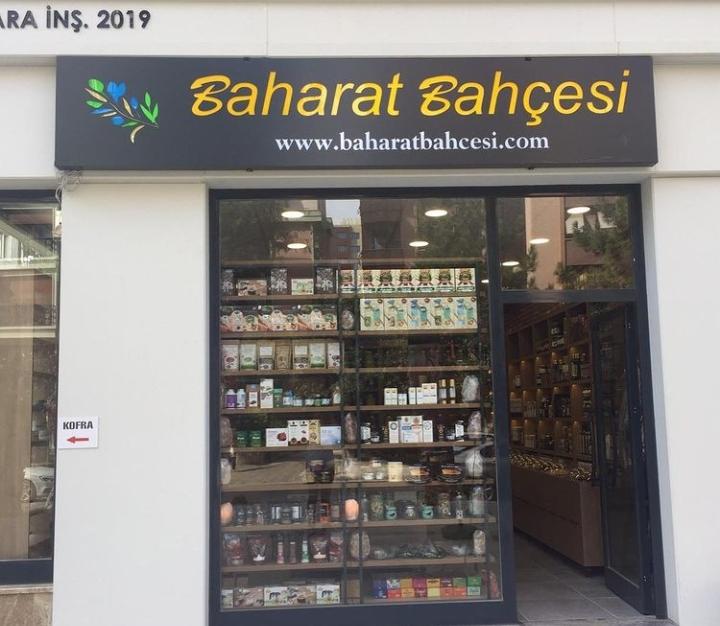 ARA İNŞ. 2019
Baharat Bahçesi
www.baharatbahcesi.com
KOFRA